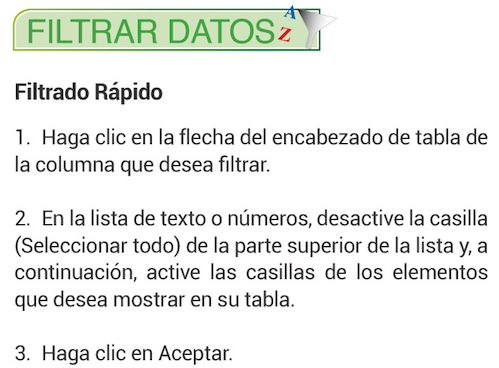 FILTRAR DATOS A Z
Filtrado Rápido
1. Haga clic en la flecha del encabezado de tabla de
la columna que desea filtrar.
2. En la lista de texto o números, desactive la casilla
(Seleccionar todo) de la parte superior de la lista y, a
continuación, active las casillas de los elementos
que desea mostrar en su tabla.
3. Haga clic en Aceptar.